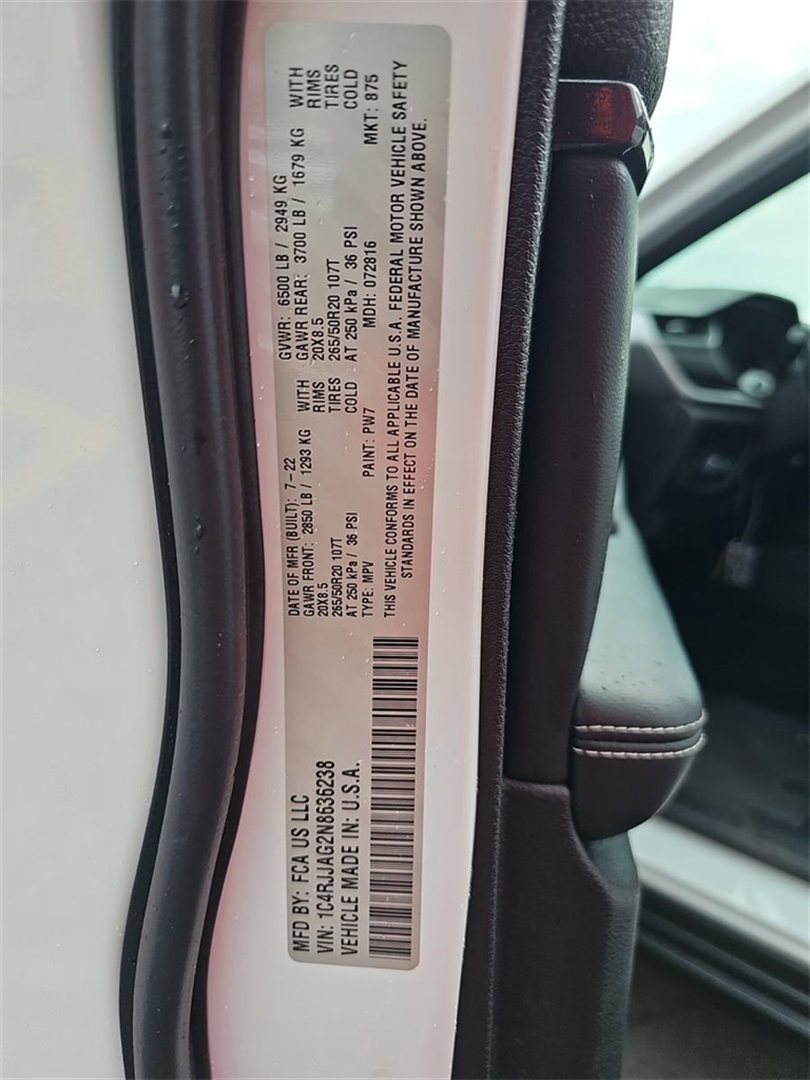 MFD BY: FCA US LLC
VIN: 1C4RJJAG2N8636238
VEHICLE MADE IN: U.S.A.
DATE OF MFR (BUILT): 7-22 GVWR: 6500 LB / 2949 KG
GAWR FRONT: 2850 LB / 1293 KG WITH GAWR REAR: 3700 LB / 1679 KG WITH
20X8.5 RIMS 20X8.5 RIMS
265/50R20 107T TIRES 265/50R20 107T TIRES
AT 250 kPa / 36 PSI COLD AT 250 kPa / 36 PSI COLD
TYPE: MPV PAINT: PW7 MDH: 072816 MKT: 875
THIS VEHICLE CONFORMS TO ALL APPLICABLE U.S.A. FEDERAL MOTOR VEHICLE SAFETY
STANDARDS IN EFFECT ON THE DATE OF MANUFACTURE SHOWN ABOVE.